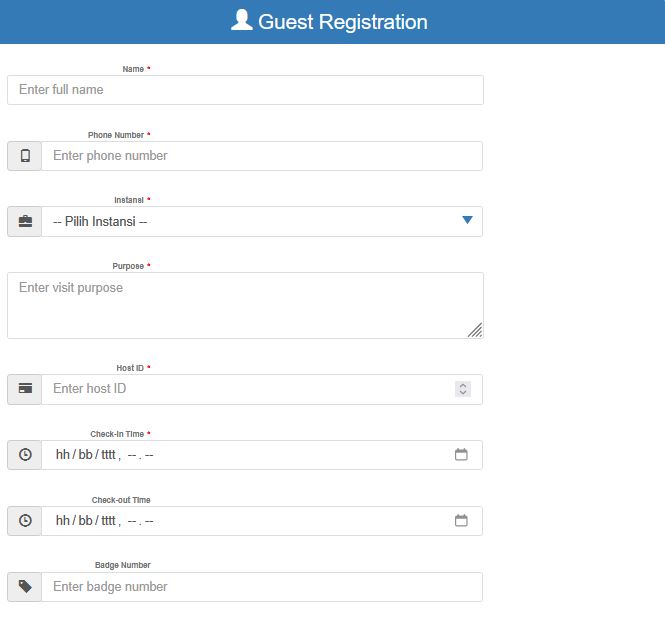 Guest Registration
Name *
Enter full name
Phone Number *
Enter phone number
Instansi *
-- Pilih Instansi --
Purpose *
Enter visit purpose
Host ID *
Enter host ID
Check-In Time *
hh / bb / tttt , -- . --
Check-out Time
hh / bb / tttt , -- . --
Badge Number
Enter badge number